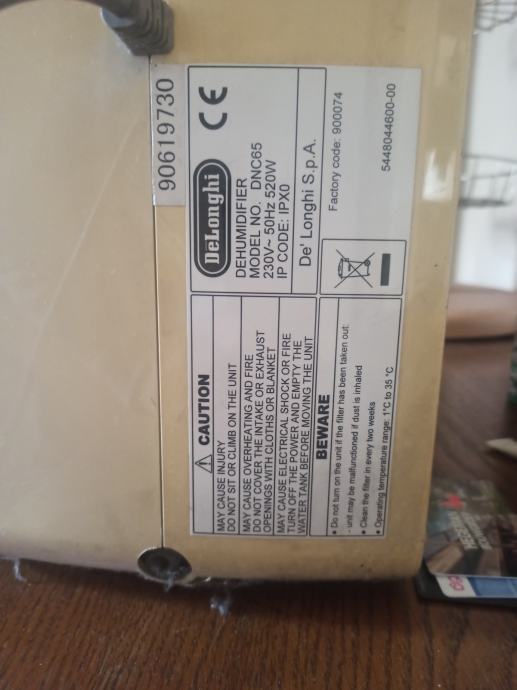 90619730
DeLonghi
DEHUMIDIFIER
MODEL NO. DNC65
230V~ 50Hz 520W
IP CODE: IPX0
De' Longhi S.p.A.
Factory code: 900074
5448044600-00
CAUTION
MAY CAUSE INJURY
DO NOT SIT OR CLIMB ON THE UNIT
MAY CAUSE OVERHEATING AND FIRE
DO NOT COVER THE INTAKE OR EXHAUST
OPENINGS WITH CLOTHS OR BLANKET
MAY CAUSE ELECTRICAL SHOCK OR FIRE
TURN OFF THE POWER AND EMPTY THE
WATER TANK BEFORE MOVING THE UNIT
BEWARE
• Do not turn on the unit if the filter has been taken out:
- unit may be malfunctioned if dust is inhaled
• Clean the filter in every two weeks
• Operating temperature range: 1°C to 35 °C